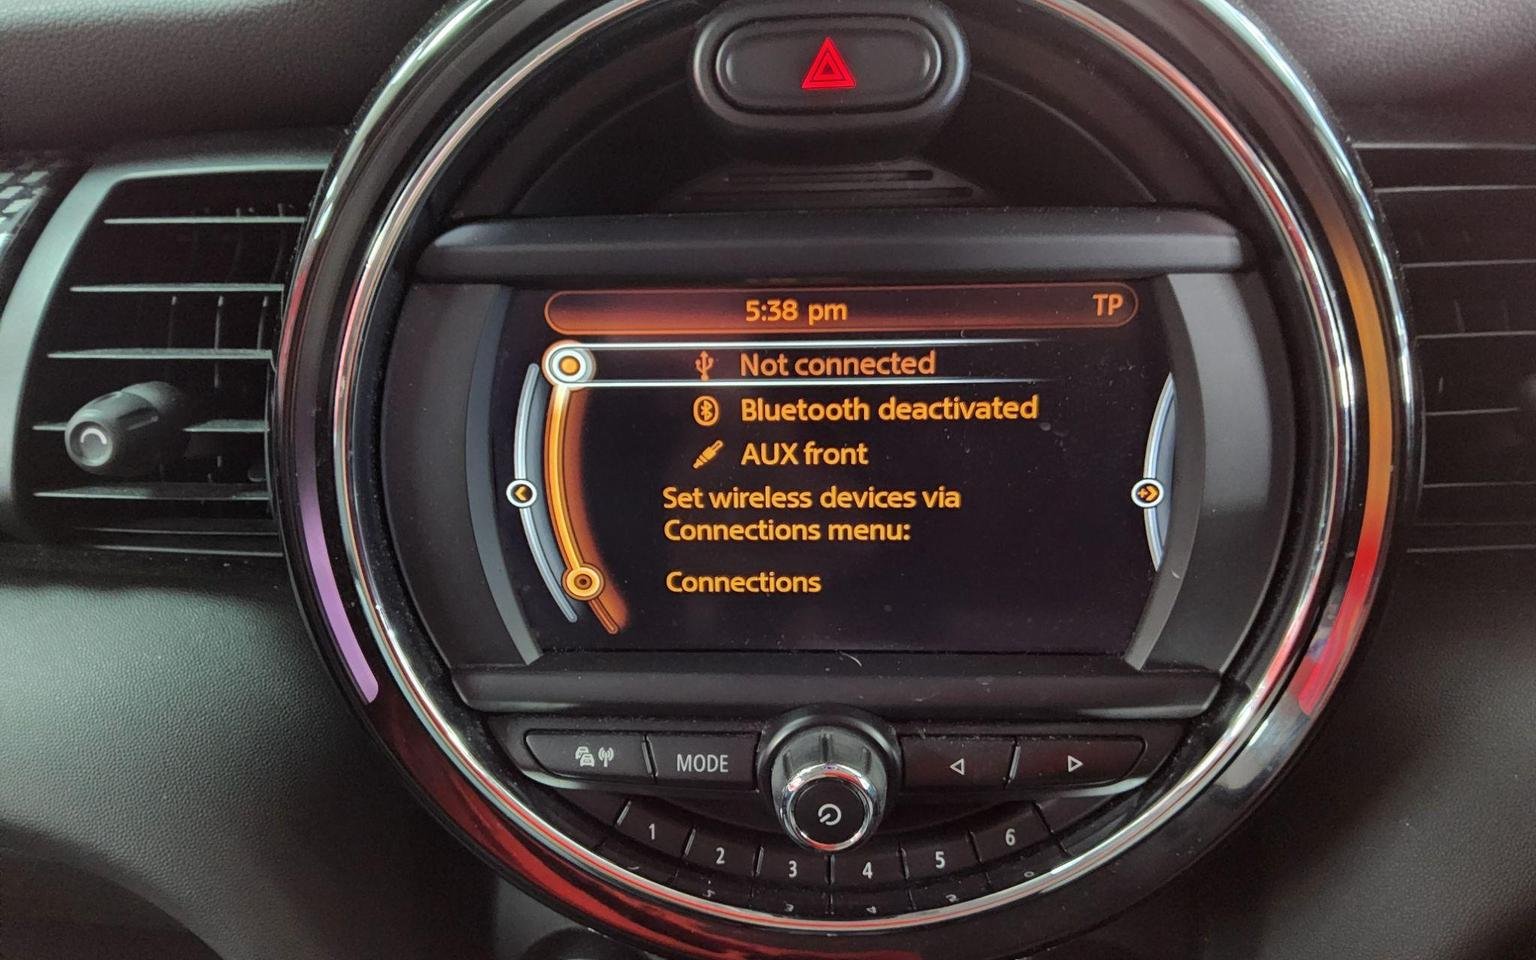 5:38 pm TP
Not connected
Bluetooth deactivated
AUX front
Set wireless devices via
Connections menu:
Connections
MODE
1 2 3 4 5 6